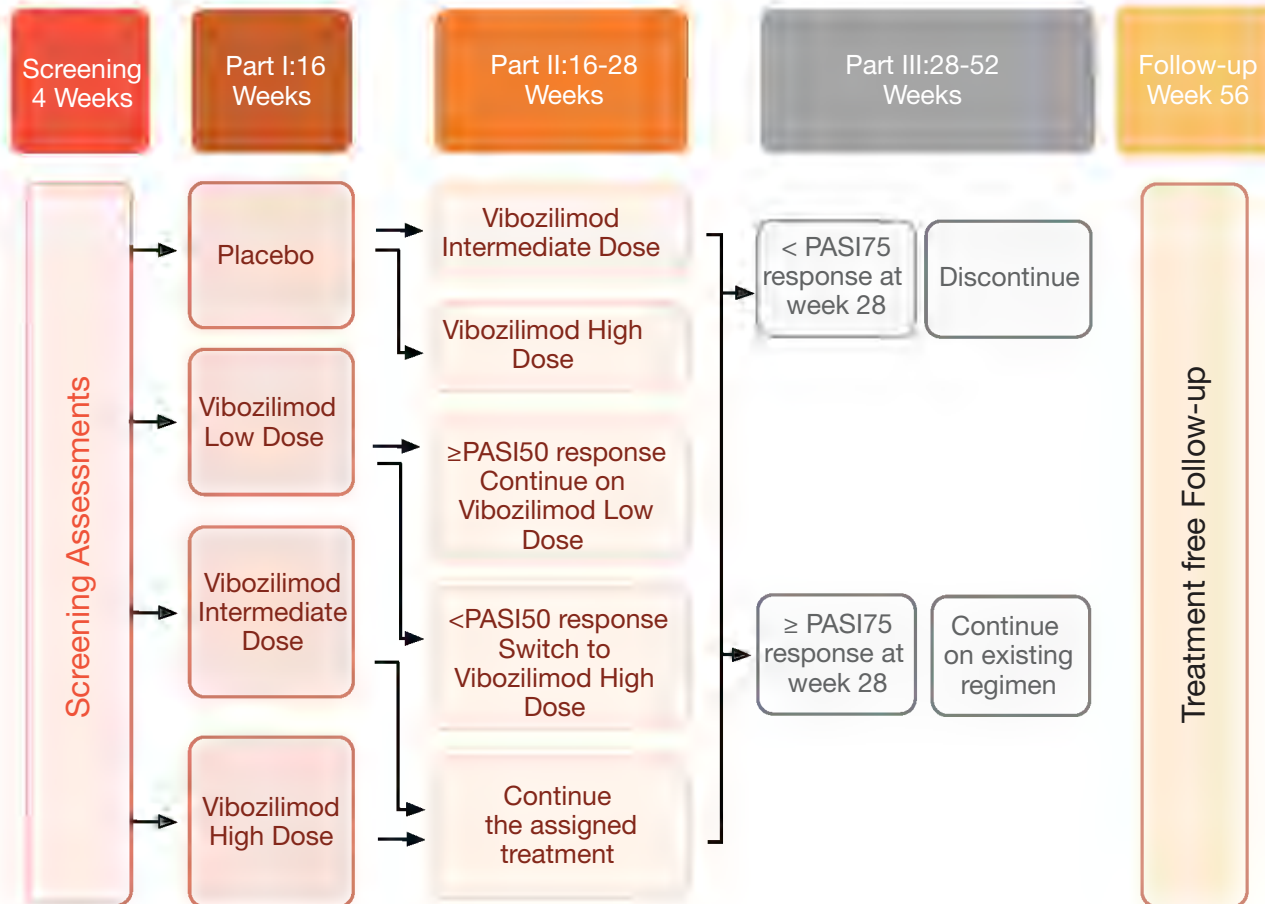 Screening
4 Weeks
Part I:16
Weeks
Part II:16-28
Weeks
Part III:28-52
Weeks
Follow-up
Week 56
Screening Assessments
Placebo
Vibozilimod
Low Dose
Vibozilimod
Intermediate
Dose
Vibozilimod
High Dose
Vibozilimod
Intermediate Dose
Vibozilimod High
Dose
≥PASI50 response
Continue on
Vibozilimod Low
Dose
<PASI50 response
Switch to
Vibozilimod High
Dose
Continue
the assigned
treatment
< PASI75
response at
week 28
Discontinue
≥ PASI75
response at
week 28
Continue
on existing
regimen
Treatment free Follow-up